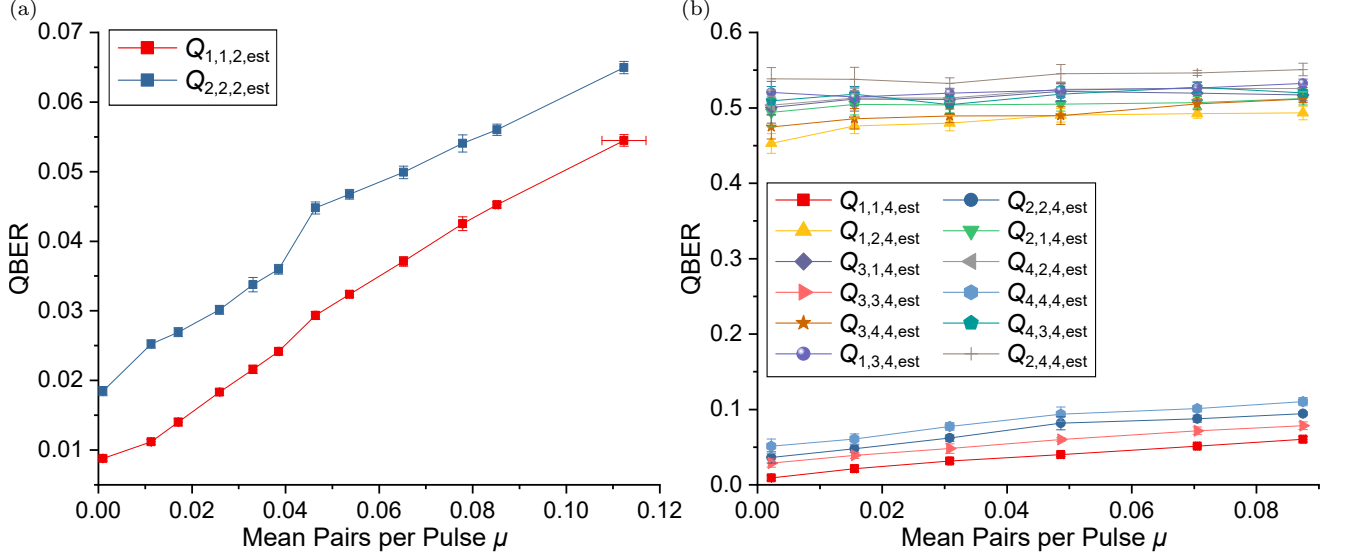 (a)
0.07
0.06
0.05
0.04
0.03
0.02
0.01
QBER
Q1,1,2,est
Q2,2,2,est
0.00 0.02 0.04 0.06 0.08 0.10 0.12
Mean Pairs per Pulse μ
(b)
0.6
0.5
0.4
0.3
0.2
0.1
0.0
QBER
Q1,1,4,est Q2,2,4,est
Q1,2,4,est Q2,1,4,est
Q3,1,4,est Q4,2,4,est
Q3,3,4,est Q4,4,4,est
Q3,4,4,est Q4,3,4,est
Q1,3,4,est Q2,4,4,est
0.00 0.02 0.04 0.06 0.08
Mean Pairs per Pulse μ